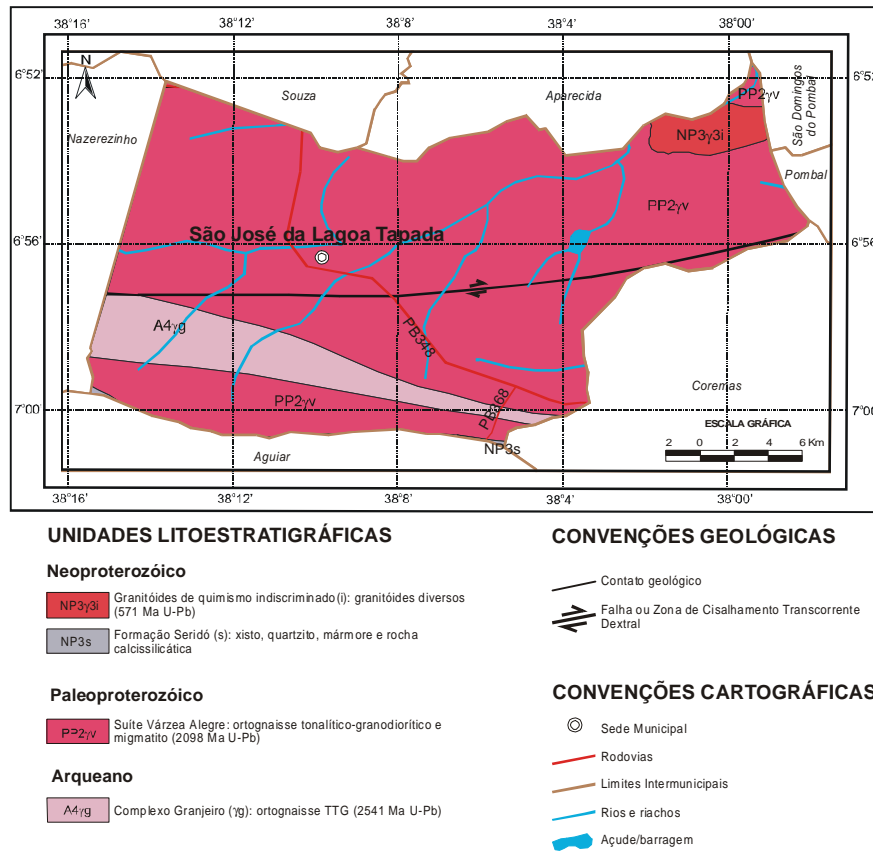 38°16' 38°12' 38°8' 38°4' 38°00'
6°52' 6°52'
N
Souza
Aparecida
São Domingos
do Pombal
PP2γv
NP3γ3i
Nazerezinho
Pombal
PP2γv
São José da Lagoa Tapada
6°56' 6°56'
A4γg
PB348
PP2γv
PB368
Coremas
7°00' 7°00'
ESCALA GRÁFICA
2 0 2 4 6 Km
NP3s
Aguiar
38°16' 38°12' 38°8' 38°4' 38°00'
UNIDADES LITOESTRATIGRÁFICAS
Neoproterozóico
NP3γ3i
Granitóides de quimismo indiscriminado(i): granitóides diversos
(571 Ma U-Pb)
NP3s
Formação Seridó (s): xisto, quartzito, mármore e rocha
calcissilicática
Paleoproterozóico
PP2γv
Suíte Várzea Alegre: ortognaisse tonalítico-granodiorítico e
migmatito (2098 Ma U-Pb)
Arqueano
A4γg
Complexo Granjeiro (γg): ortognaisse TTG (2541 Ma U-Pb)
CONVENÇÕES GEOLÓGICAS
Contato geológico
Falha ou Zona de Cisalhamento Transcorrente
Dextral
CONVENÇÕES CARTOGRÁFICAS
Sede Municipal
Rodovias
Limites Intermunicipais
Rios e riachos
Açude/barragem